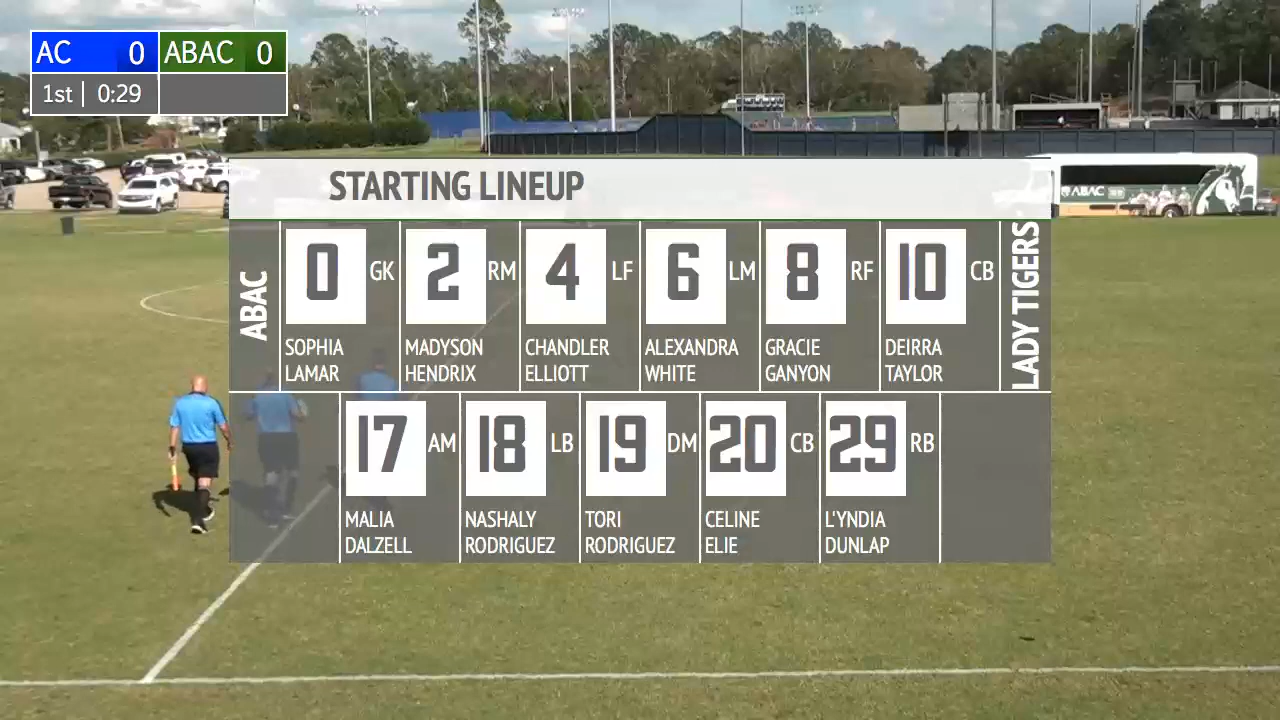 AC 0 ABAC 0
1st | 0:29
STARTING LINEUP
ABAC
0 GK
SOPHIA
LAMAR
2 RM
MADYSON
HENDRIX
4 LF
CHANDLER
ELLIOTT
6 LM
ALEXANDRA
WHITE
8 RF
GRACIE
GANYON
10 CB
DEIRRA
TAYLOR
LADY TIGERS
17 AM
MALIA
DALZELL
18 LB
NASHALY
RODRIGUEZ
19 DM
TORI
RODRIGUEZ
20 CB
CELINE
ELIE
29 RB
L'YNDIA
DUNLAP
ABAC